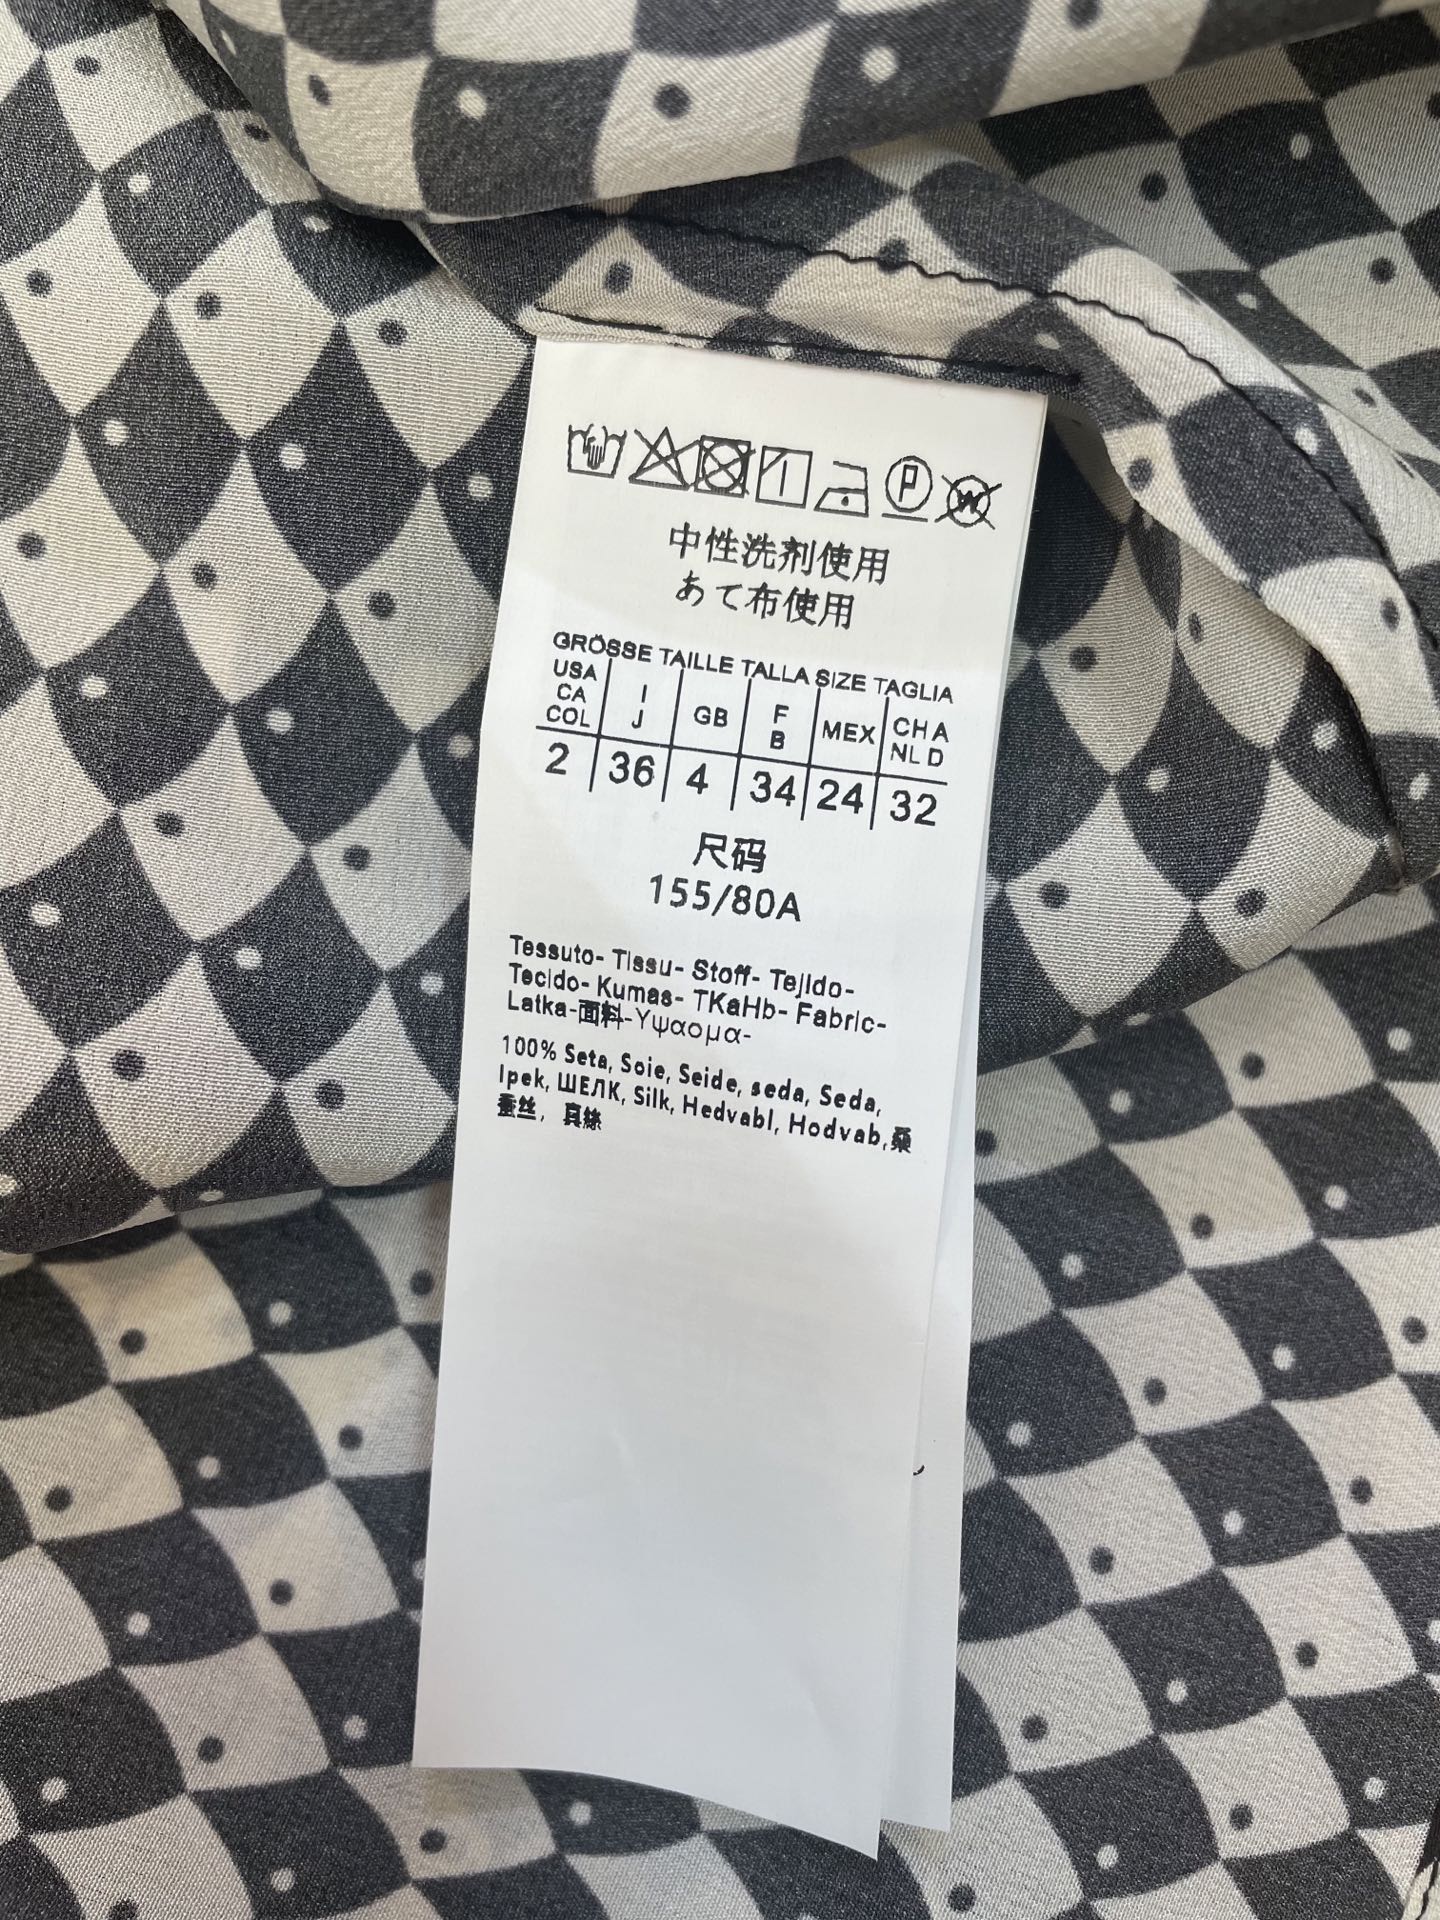 中性洗剤使用
あて布使用
GRÖSSE TAILLE TALLA SIZE TAGLIA
USA CA COL | I J | GB | F B | MEX | CH A NL D
2 | 36 | 4 | 34 | 24 | 32
尺码
155/80A
Tessuto- Tissu- Stoff- Tejido-
Tecido- Kumas- TKaHb- Fabric-
Latka-面料-Υψαομα-
100% Seta, Soie, Seide, seda, Seda,
Ipek, ШЕЛК, Silk, Hedvabl, Hodvab,桑
蚕丝, 真絲